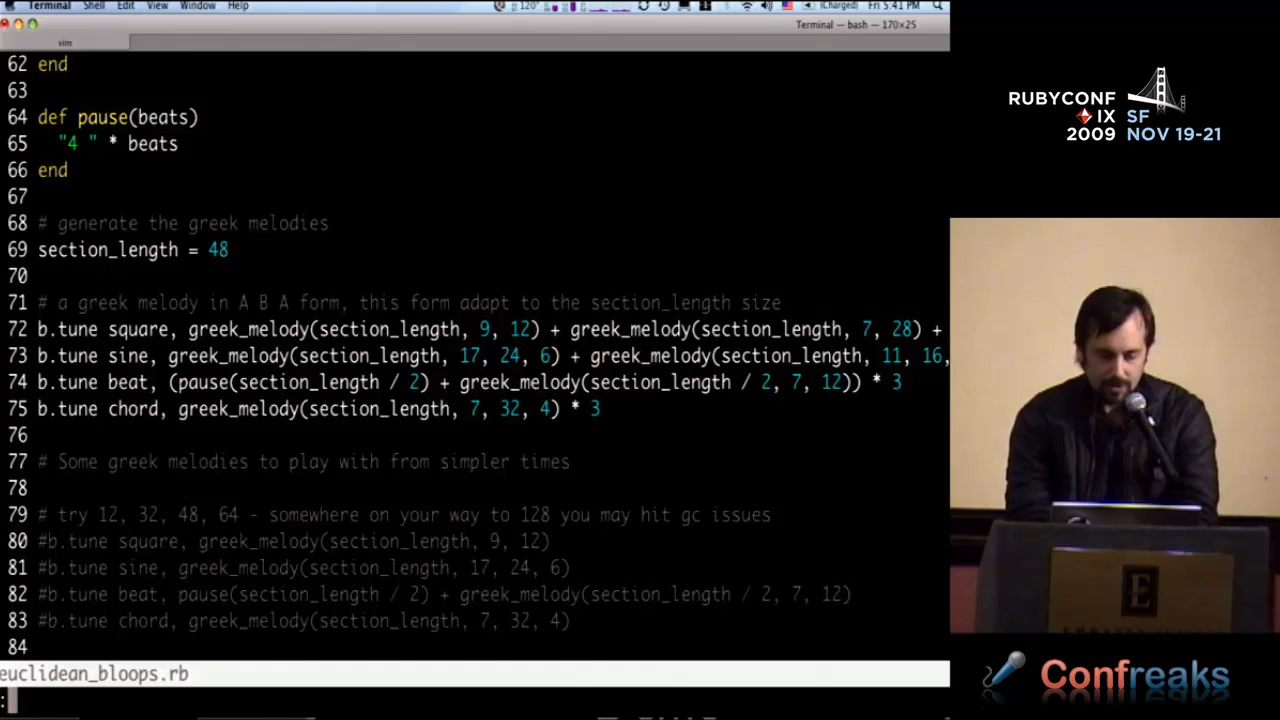 Terminal Shell Edit View Window Help 120° (Charged) Fri 5:41 PM
Terminal — bash — 170×25
vim
62 end
63
64 def pause(beats)
65 "4 " * beats
66 end
67
68 # generate the greek melodies
69 section_length = 48
70
71 # a greek melody in A B A form, this form adapt to the section_length size
72 b.tune square, greek_melody(section_length, 9, 12) + greek_melody(section_length, 7, 28) +
73 b.tune sine, greek_melody(section_length, 17, 24, 6) + greek_melody(section_length, 11, 16,
74 b.tune beat, (pause(section_length / 2) + greek_melody(section_length / 2, 7, 12)) * 3
75 b.tune chord, greek_melody(section_length, 7, 32, 4) * 3
76
77 # Some greek melodies to play with from simpler times
78
79 # try 12, 32, 48, 64 - somewhere on your way to 128 you may hit gc issues
80 #b.tune square, greek_melody(section_length, 9, 12)
81 #b.tune sine, greek_melody(section_length, 17, 24, 6)
82 #b.tune beat, pause(section_length / 2) + greek_melody(section_length / 2, 7, 12)
83 #b.tune chord, greek_melody(section_length, 7, 32, 4)
84
euclidean_bloops.rb
:
RUBYCONF
IX SF
2009 NOV 19-21
E
Confreaks